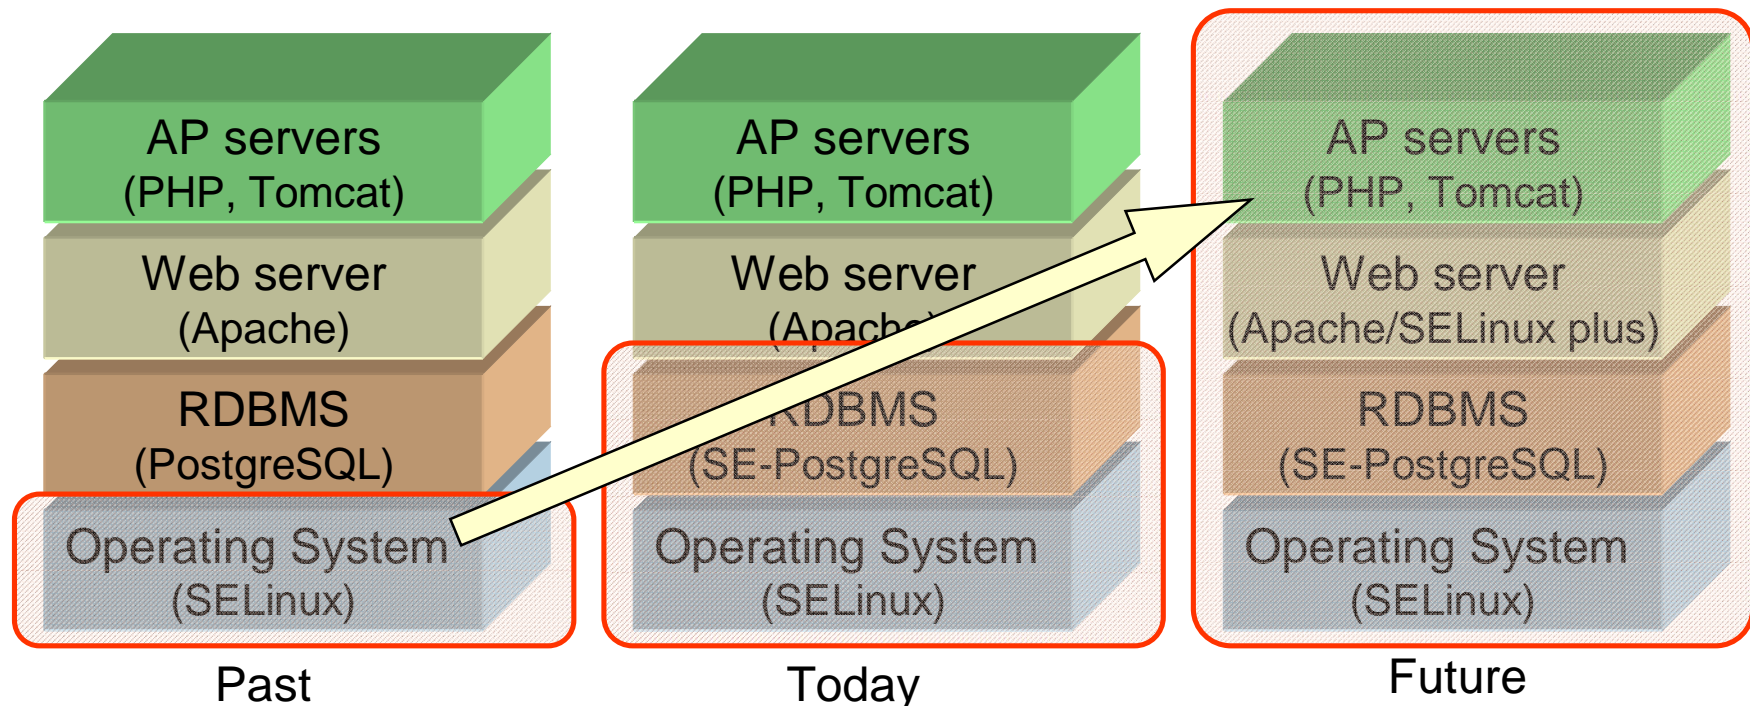 AP servers
(PHP, Tomcat)
Web server
(Apache)
RDBMS
(PostgreSQL)
Operating System
(SELinux)
Past
AP servers
(PHP, Tomcat)
Web server
(Apache)
RDBMS
(SE-PostgreSQL)
Operating System
(SELinux)
Today
AP servers
(PHP, Tomcat)
Web server
(Apache/SELinux plus)
RDBMS
(SE-PostgreSQL)
Operating System
(SELinux)
Future